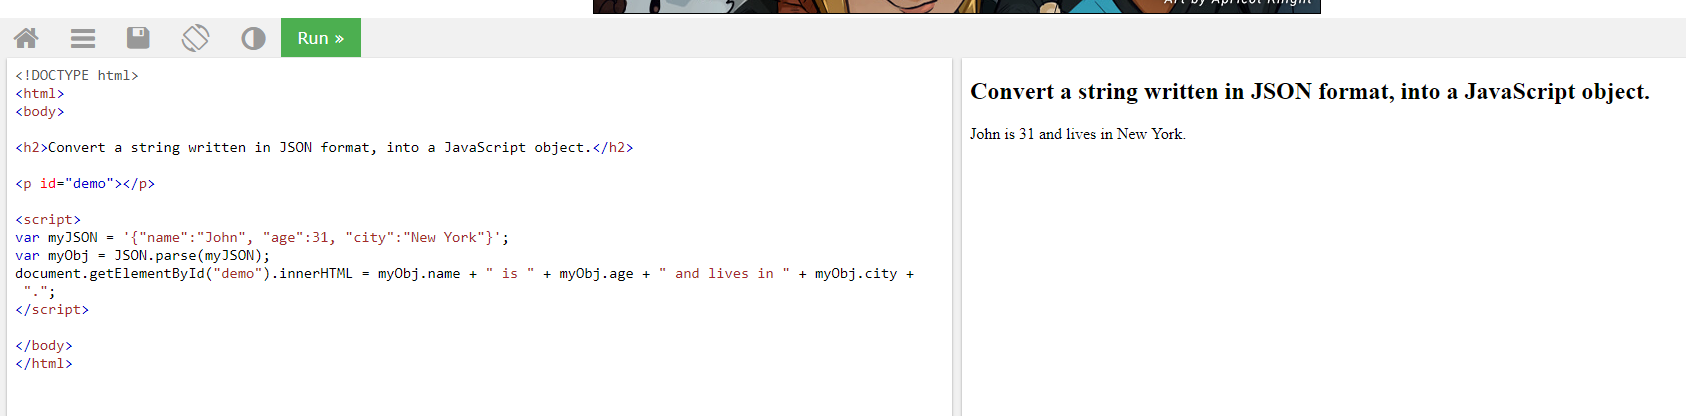 Art by Apricot Knight
Run »
<!DOCTYPE html>
<html>
<body>
<h2>Convert a string written in JSON format, into a JavaScript object.</h2>
<p id="demo"></p>
<script>
var myJSON = '{"name":"John", "age":31, "city":"New York"}';
var myObj = JSON.parse(myJSON);
document.getElementById("demo").innerHTML = myObj.name + " is " + myObj.age + " and lives in " + myObj.city +
".";
</script>
</body>
</html>
Convert a string written in JSON format, into a JavaScript object.
John is 31 and lives in New York.